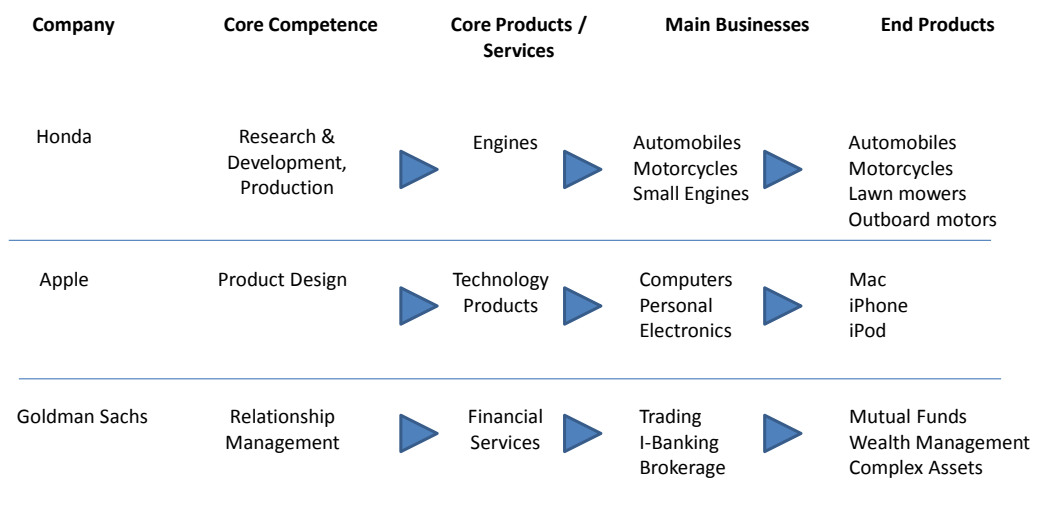 Company
Core Competence
Core Products /
Services
Main Businesses
End Products
Honda
Research &
Development,
Production
Engines
Automobiles
Motorcycles
Small Engines
Automobiles
Motorcycles
Lawn mowers
Outboard motors
Apple
Product Design
Technology
Products
Computers
Personal
Electronics
Mac
iPhone
iPod
Goldman Sachs
Relationship
Management
Financial
Services
Trading
I-Banking
Brokerage
Mutual Funds
Wealth Management
Complex Assets